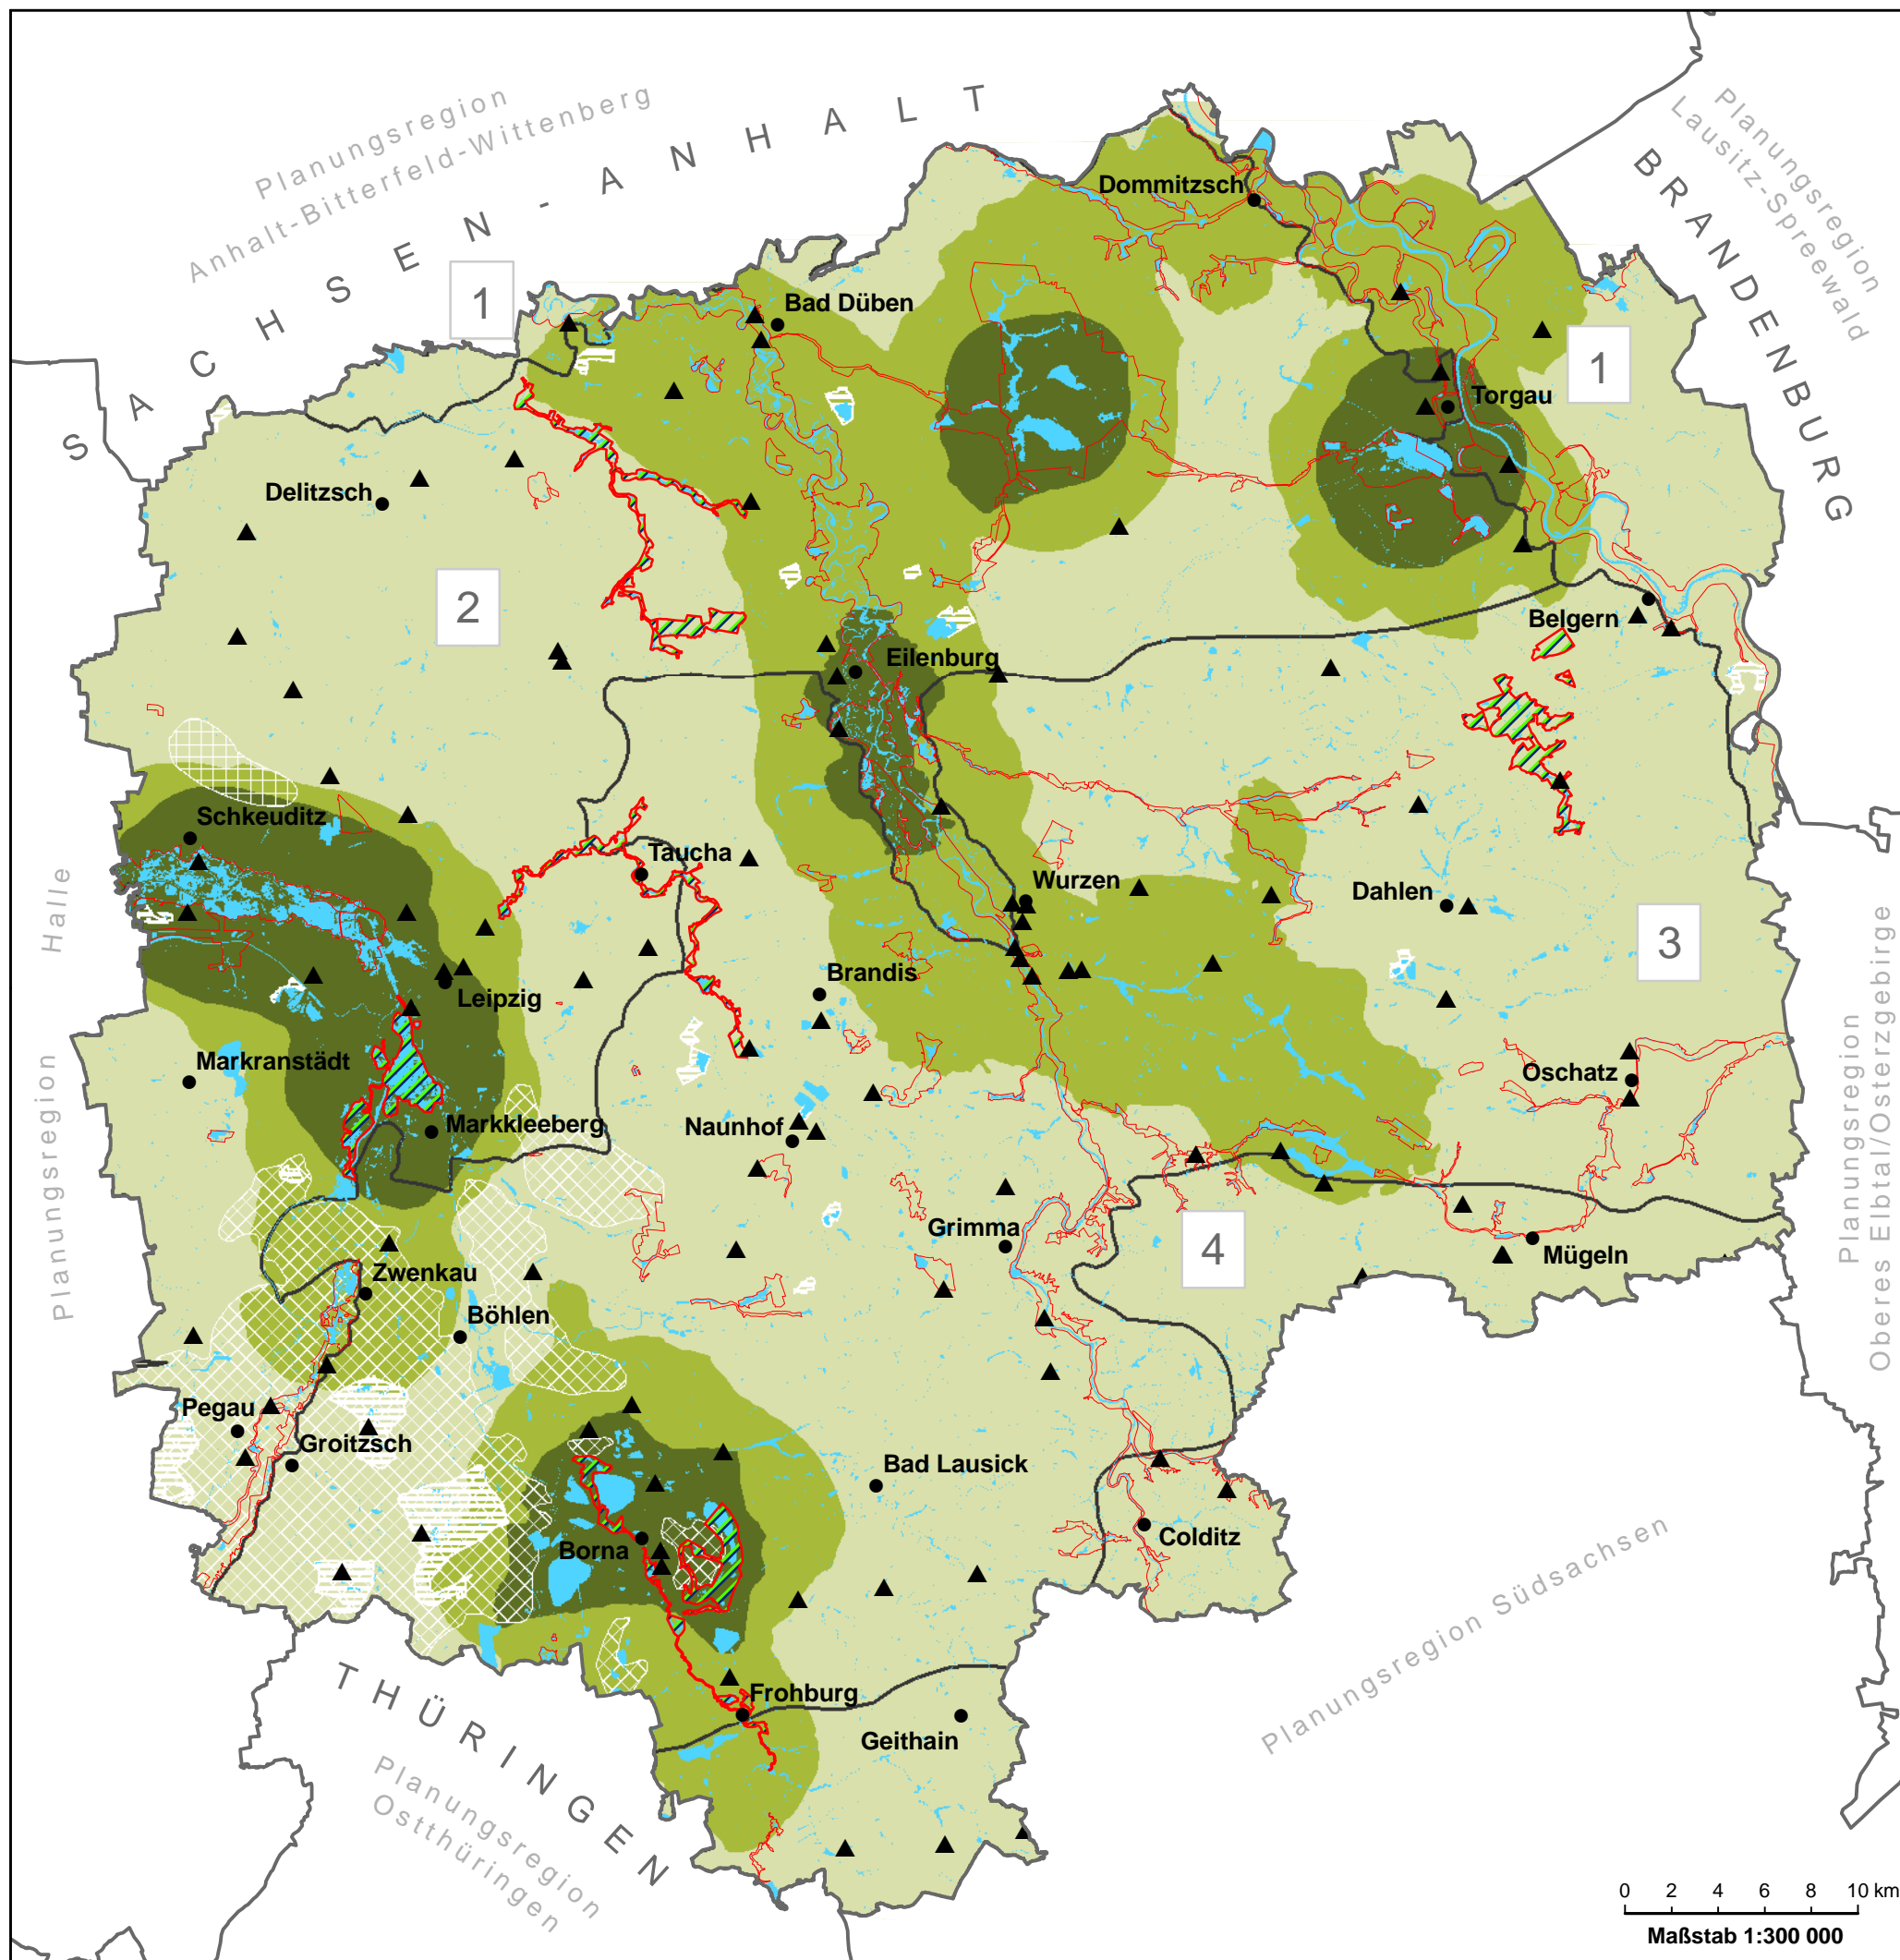 Planungsregion
Anhalt-Bitterfeld-Wittenberg
SACHSEN-ANHALT
Planungsregion
Lausitz-Spreewald
BRANDENBURG
Dommitzsch
1
Bad Düben
1
Torgau
Delitzsch
2
Belgern
Eilenburg
Schkeuditz
Taucha
Wurzen
Dahlen
3
Planungsregion Halle
Brandis
Leipzig
Markranstädt
Oschatz
Markkleeberg
Naunhof
Planungsregion
Oberes Elbtal/Osterzgebirge
Grimma
4
Mügeln
Zwenkau
Böhlen
Pegau
Groitzsch
Bad Lausick
Colditz
Borna
Planungsregion Südsachsen
THÜRINGEN
Frohburg
Geithain
Planungsregion
Ostthüringen
0 2 4 6 8 10 km
Maßstab 1:300 000